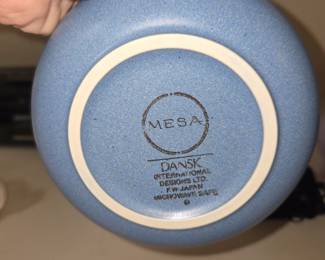 MESA
DANSK
INTERNATIONAL
DESIGNS LTD.
F.W. JAPAN
MICROWAVE SAFE
©